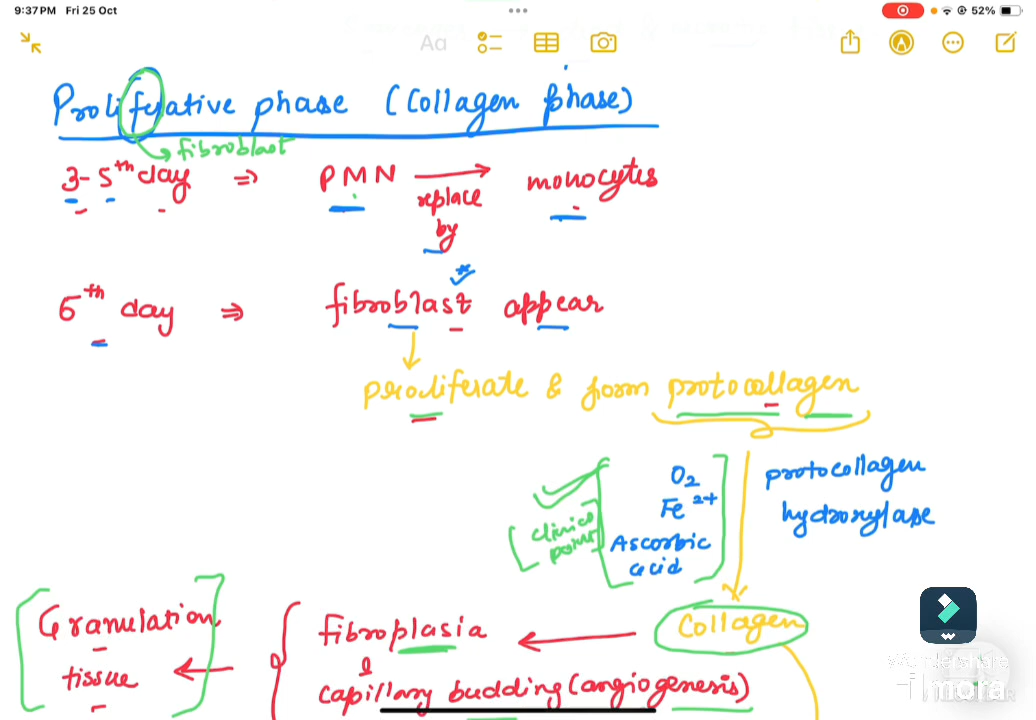 9:37 PM Fri 25 Oct
52%
Aa
Proliferative phase (Collagen phase)
fibroblast
3-5th day ⇒ PMN → monocytes
replace
by
6th day ⇒ fibroblast appear
proliferate & form protocollagen
O2
Fe2+
Ascorbic
acid
clinical
point
protocollagen
hydroxylase
Collagen
fibroplasia
&
capillary budding (angiogenesis)
Granulation
tissue
Wondershare
Filmora